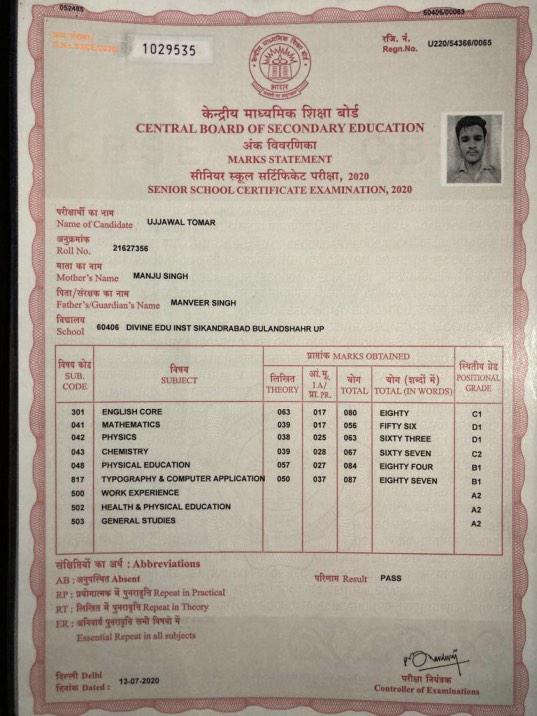 052485
60406/00063
क्रम संख्या /
S.No. SSCE/2020
1029535
रजि. नं.
Regn.No. U220/54366/0065
केन्द्रीय माध्यमिक शिक्षा बोर्ड
भारत
केन्द्रीय माध्यमिक शिक्षा बोर्ड
CENTRAL BOARD OF SECONDARY EDUCATION
अंक विवरणिका
MARKS STATEMENT
सीनियर स्कूल सर्टिफिकेट परीक्षा, 2020
SENIOR SCHOOL CERTIFICATE EXAMINATION, 2020
परीक्षार्थी का नाम
Name of Candidate UJJAWAL TOMAR
अनुक्रमांक
Roll No. 21627356
माता का नाम
Mother's Name MANJU SINGH
पिता/संरक्षक का नाम
Father's/Guardian's Name MANVEER SINGH
विद्यालय
School 60406 DIVINE EDU INST SIKANDRABAD BULANDSHAHR UP
विषय कोड SUB. CODE
विषय SUBJECT
प्राप्तांक MARKS OBTAINED
लिखित THEORY
आं.मू. I.A/ प्रा. PR.
योग TOTAL
योग (शब्दों में) TOTAL (IN WORDS)
स्थितीय ग्रेड POSITIONAL GRADE
301 ENGLISH CORE 063 017 080 EIGHTY C1
041 MATHEMATICS 039 017 056 FIFTY SIX D1
042 PHYSICS 038 025 063 SIXTY THREE D1
043 CHEMISTRY 039 028 067 SIXTY SEVEN C2
048 PHYSICAL EDUCATION 057 027 084 EIGHTY FOUR B1
817 TYPOGRAPHY & COMPUTER APPLICATION 050 037 087 EIGHTY SEVEN B1
500 WORK EXPERIENCE A2
502 HEALTH & PHYSICAL EDUCATION A2
503 GENERAL STUDIES A2
संक्षिप्तियों का अर्थ : Abbreviations
AB : अनुपस्थित Absent
परिणाम Result PASS
RP : प्रयोगात्मक में पुनरावृत्ति Repeat in Practical
RT : लिखित में पुनरावृत्ति Repeat in Theory
ER : अनिवार्य पुनरावृत्ति सभी विषयों में
Essential Repeat in all subjects
दिल्ली Delhi
दिनांक Dated : 13-07-2020
परीक्षा नियंत्रक
Controller of Examinations